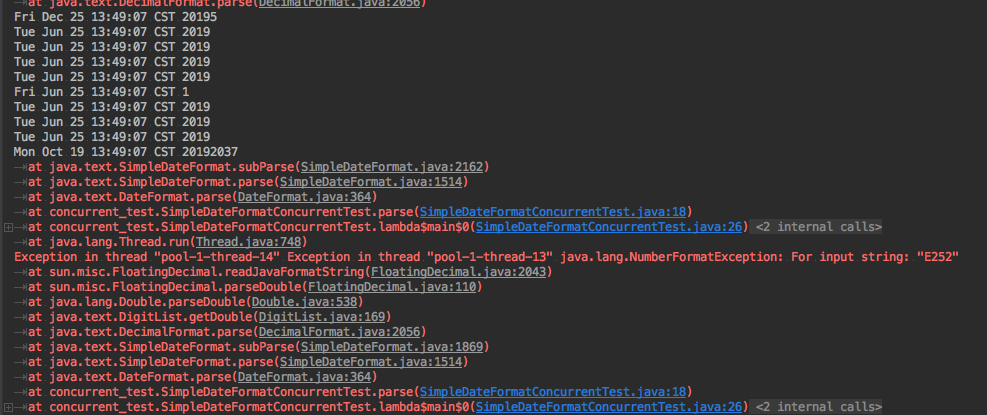 at java.text.DecimalFormat.parse(DecimalFormat.java:2056)
Fri Dec 25 13:49:07 CST 20195
Tue Jun 25 13:49:07 CST 2019
Tue Jun 25 13:49:07 CST 2019
Tue Jun 25 13:49:07 CST 2019
Tue Jun 25 13:49:07 CST 2019
Fri Jun 25 13:49:07 CST 1
Tue Jun 25 13:49:07 CST 2019
Tue Jun 25 13:49:07 CST 2019
Tue Jun 25 13:49:07 CST 2019
Mon Oct 19 13:49:07 CST 20192037
at java.text.SimpleDateFormat.subParse(SimpleDateFormat.java:2162)
at java.text.SimpleDateFormat.parse(SimpleDateFormat.java:1514)
at java.text.DateFormat.parse(DateFormat.java:364)
at concurrent_test.SimpleDateFormatConcurrentTest.parse(SimpleDateFormatConcurrentTest.java:18)
at concurrent_test.SimpleDateFormatConcurrentTest.lambda$main$0(SimpleDateFormatConcurrentTest.java:26) <2 internal calls>
at java.lang.Thread.run(Thread.java:748)
Exception in thread "pool-1-thread-14" Exception in thread "pool-1-thread-13" java.lang.NumberFormatException: For input string: "E252"
at sun.misc.FloatingDecimal.readJavaFormatString(FloatingDecimal.java:2043)
at sun.misc.FloatingDecimal.parseDouble(FloatingDecimal.java:110)
at java.lang.Double.parseDouble(Double.java:538)
at java.text.DigitList.getDouble(DigitList.java:169)
at java.text.DecimalFormat.parse(DecimalFormat.java:2056)
at java.text.SimpleDateFormat.subParse(SimpleDateFormat.java:1869)
at java.text.SimpleDateFormat.parse(SimpleDateFormat.java:1514)
at java.text.DateFormat.parse(DateFormat.java:364)
at concurrent_test.SimpleDateFormatConcurrentTest.parse(SimpleDateFormatConcurrentTest.java:18)
at concurrent_test.SimpleDateFormatConcurrentTest.lambda$main$0(SimpleDateFormatConcurrentTest.java:26) <2 internal calls>